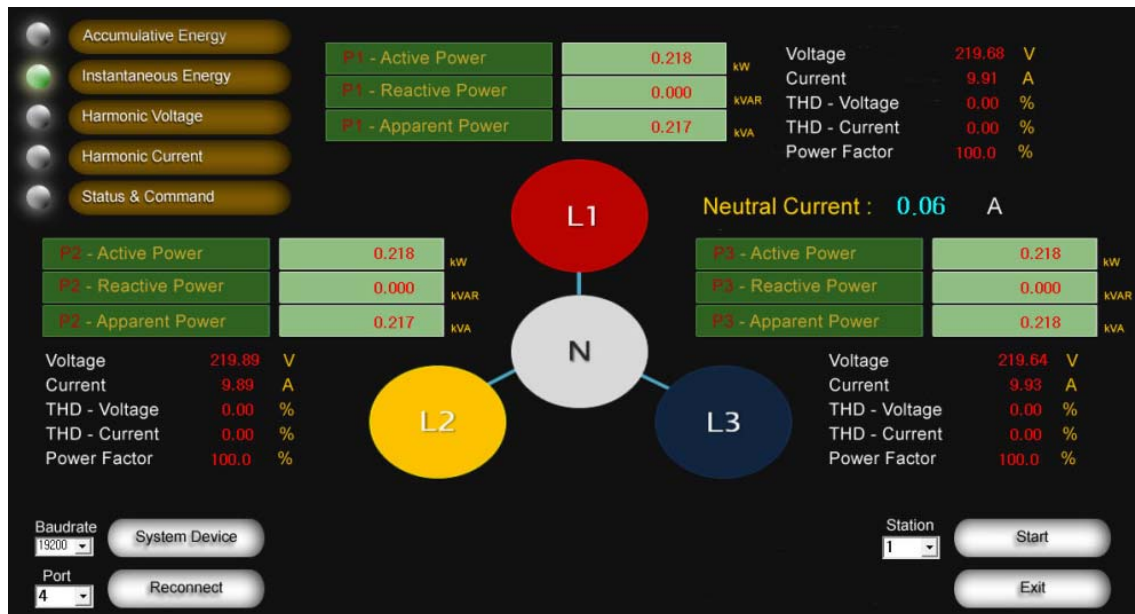 Accumulative Energy
Instantaneous Energy
Harmonic Voltage
Harmonic Current
Status & Command
P1 - Active Power 0.218 kW
P1 - Reactive Power 0.000 kVAR
P1 - Apparent Power 0.217 kVA
Voltage 219.68 V
Current 9.91 A
THD - Voltage 0.00 %
THD - Current 0.00 %
Power Factor 100.0 %
L1
Neutral Current : 0.06 A
P2 - Active Power 0.218 kW
P2 - Reactive Power 0.000 kVAR
P2 - Apparent Power 0.217 kVA
Voltage 219.89 V
Current 9.89 A
THD - Voltage 0.00 %
THD - Current 0.00 %
Power Factor 100.0 %
N
L2
L3
P3 - Active Power 0.218 kW
P3 - Reactive Power 0.000 kVAR
P3 - Apparent Power 0.218 kVA
Voltage 219.64 V
Current 9.93 A
THD - Voltage 0.00 %
THD - Current 0.00 %
Power Factor 100.0 %
Baudrate
19200
System Device
Port
4
Reconnect
Station
1
Start
Exit